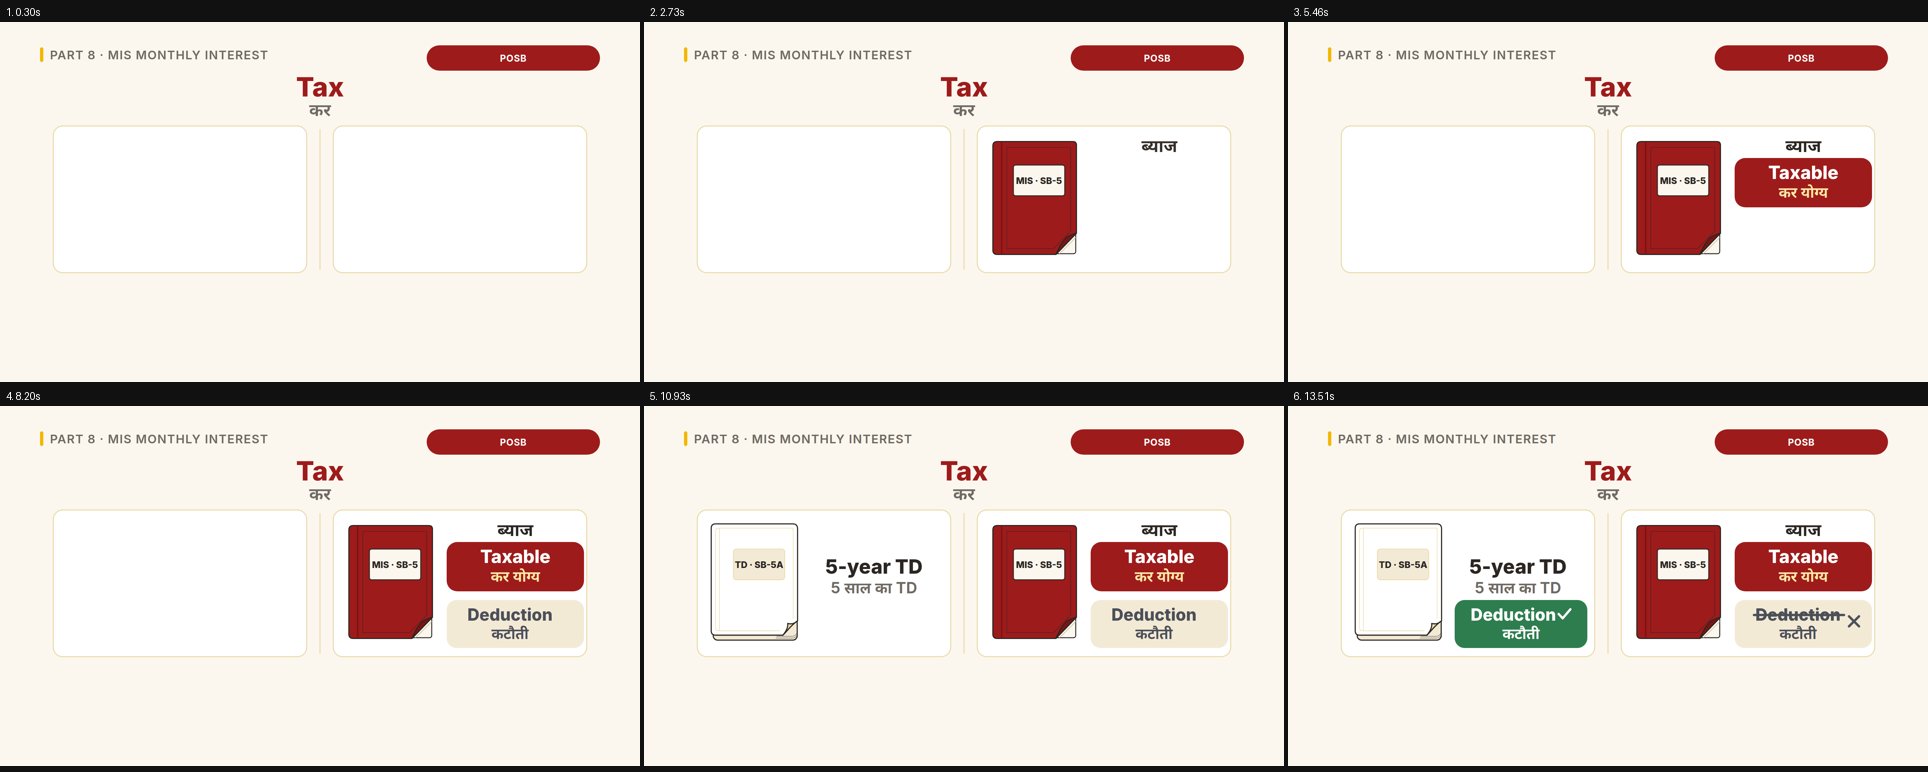 1. 0.30s
PART 8 · MIS MONTHLY INTEREST
POSB
Tax
कर
2. 2.73s
PART 8 · MIS MONTHLY INTEREST
POSB
Tax
कर
MIS · SB-5
ब्याज
3. 5.46s
PART 8 · MIS MONTHLY INTEREST
POSB
Tax
कर
MIS · SB-5
ब्याज
Taxable
कर योग्य
4. 8.20s
PART 8 · MIS MONTHLY INTEREST
POSB
Tax
कर
MIS · SB-5
ब्याज
Taxable
कर योग्य
Deduction
कटौती
5. 10.93s
PART 8 · MIS MONTHLY INTEREST
POSB
Tax
कर
TD · SB-5A
5-year TD
5 साल का TD
MIS · SB-5
ब्याज
Taxable
कर योग्य
Deduction
कटौती
6. 13.51s
PART 8 · MIS MONTHLY INTEREST
POSB
Tax
कर
TD · SB-5A
5-year TD
5 साल का TD
Deduction
कटौती
MIS · SB-5
ब्याज
Taxable
कर योग्य
Deduction
कटौती